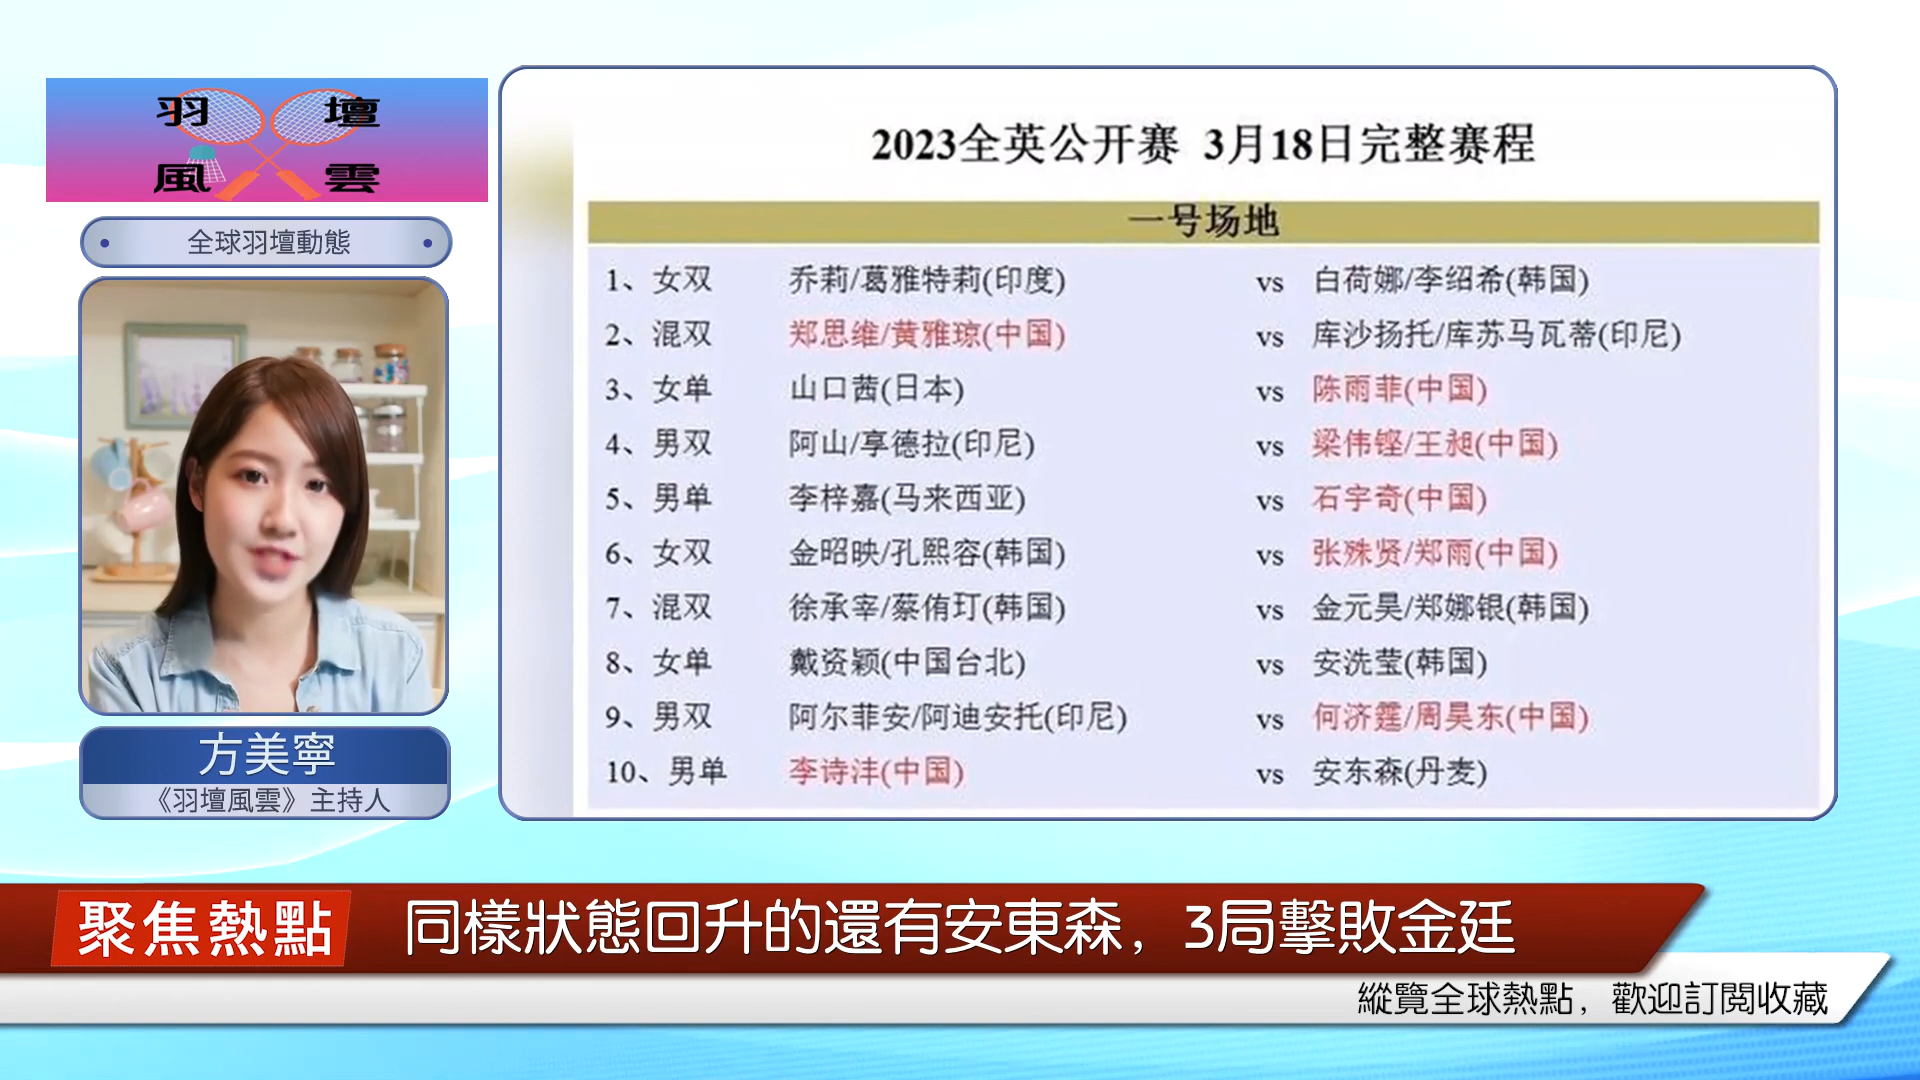 羽壇
風雲
全球羽壇動態
方美寧
《羽壇風雲》主持人
2023全英公开赛 3月18日完整赛程
一号场地
1、女双 乔莉/葛雅特莉(印度) vs 白荷娜/李绍希(韩国)
2、混双 郑思维/黄雅琼(中国) vs 库沙扬托/库苏马瓦蒂(印尼)
3、女单 山口茜(日本) vs 陈雨菲(中国)
4、男双 阿山/享德拉(印尼) vs 梁伟铿/王昶(中国)
5、男单 李梓嘉(马来西亚) vs 石宇奇(中国)
6、女双 金昭映/孔熙容(韩国) vs 张殊贤/郑雨(中国)
7、混双 徐承宰/蔡侑玎(韩国) vs 金元昊/郑娜银(韩国)
8、女单 戴资颖(中国台北) vs 安洗莹(韩国)
9、男双 阿尔菲安/阿迪安托(印尼) vs 何济霆/周昊东(中国)
10、男单 李诗沣(中国) vs 安东森(丹麦)
聚焦熱點 同樣狀態回升的還有安東森，3局擊敗金廷
縱覽全球熱點，歡迎訂閲收藏